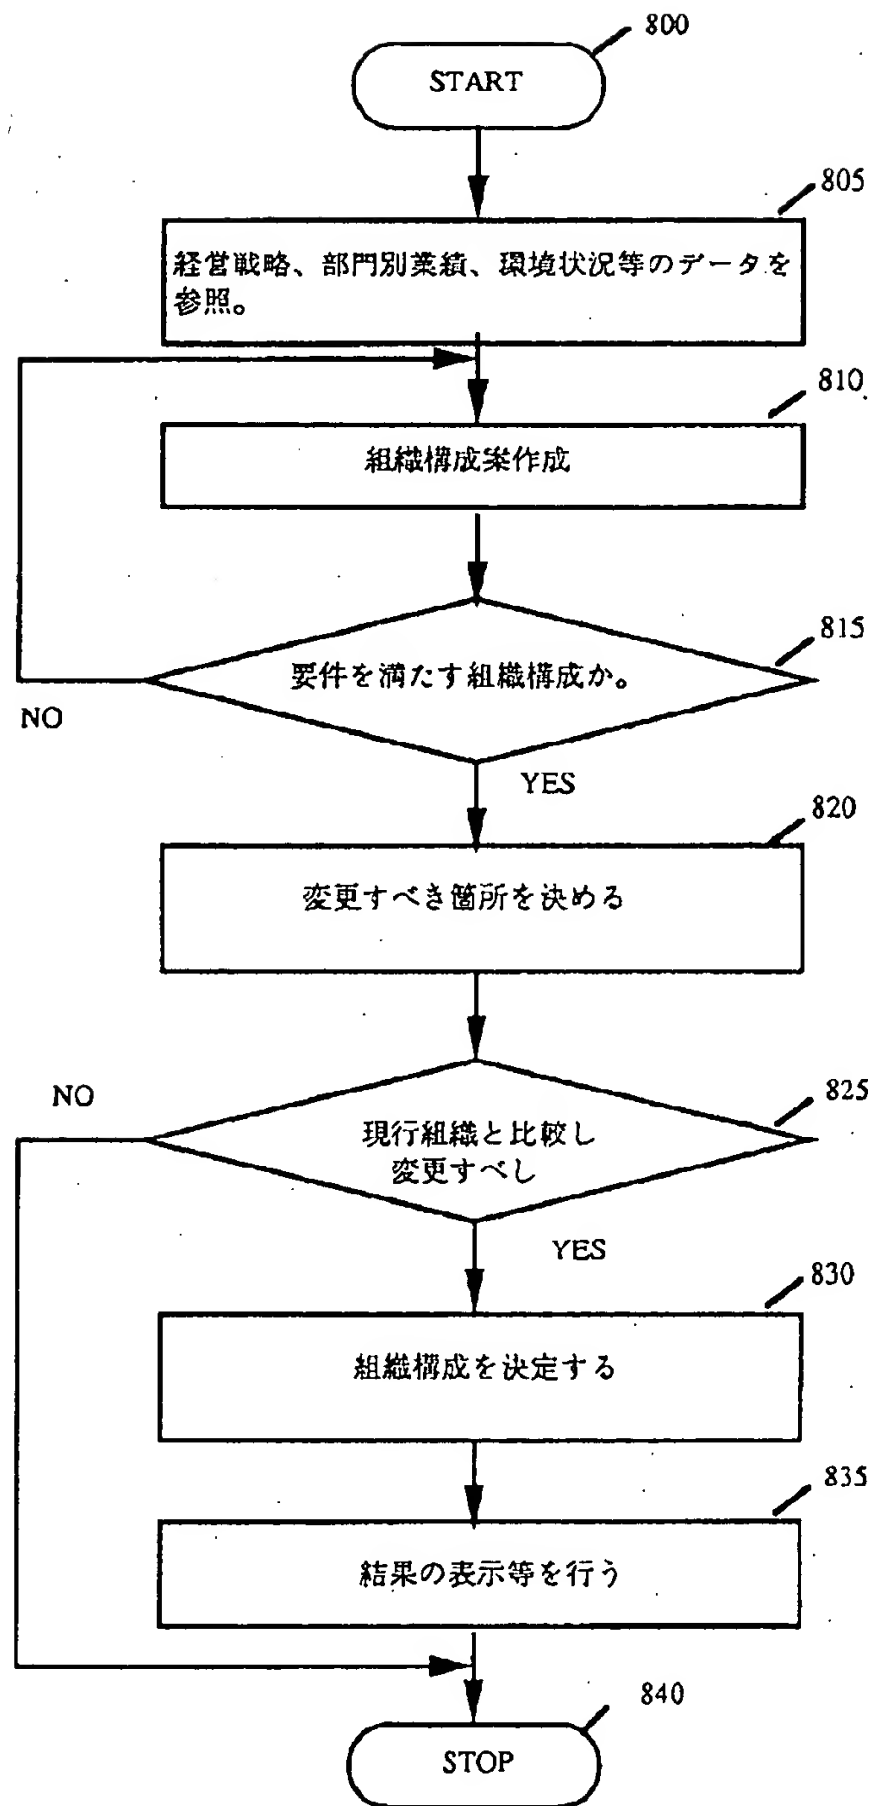 800
START
805
経営戦略、部門別業績、環境状況等のデータを
参照。
810
組織構成案作成
815
要件を満たす組織構成か。
NO
YES
820
変更すべき箇所を決める
NO
825
現行組織と比較し
変更すべし
YES
830
組織構成を決定する
835
結果の表示等を行う
840
STOP